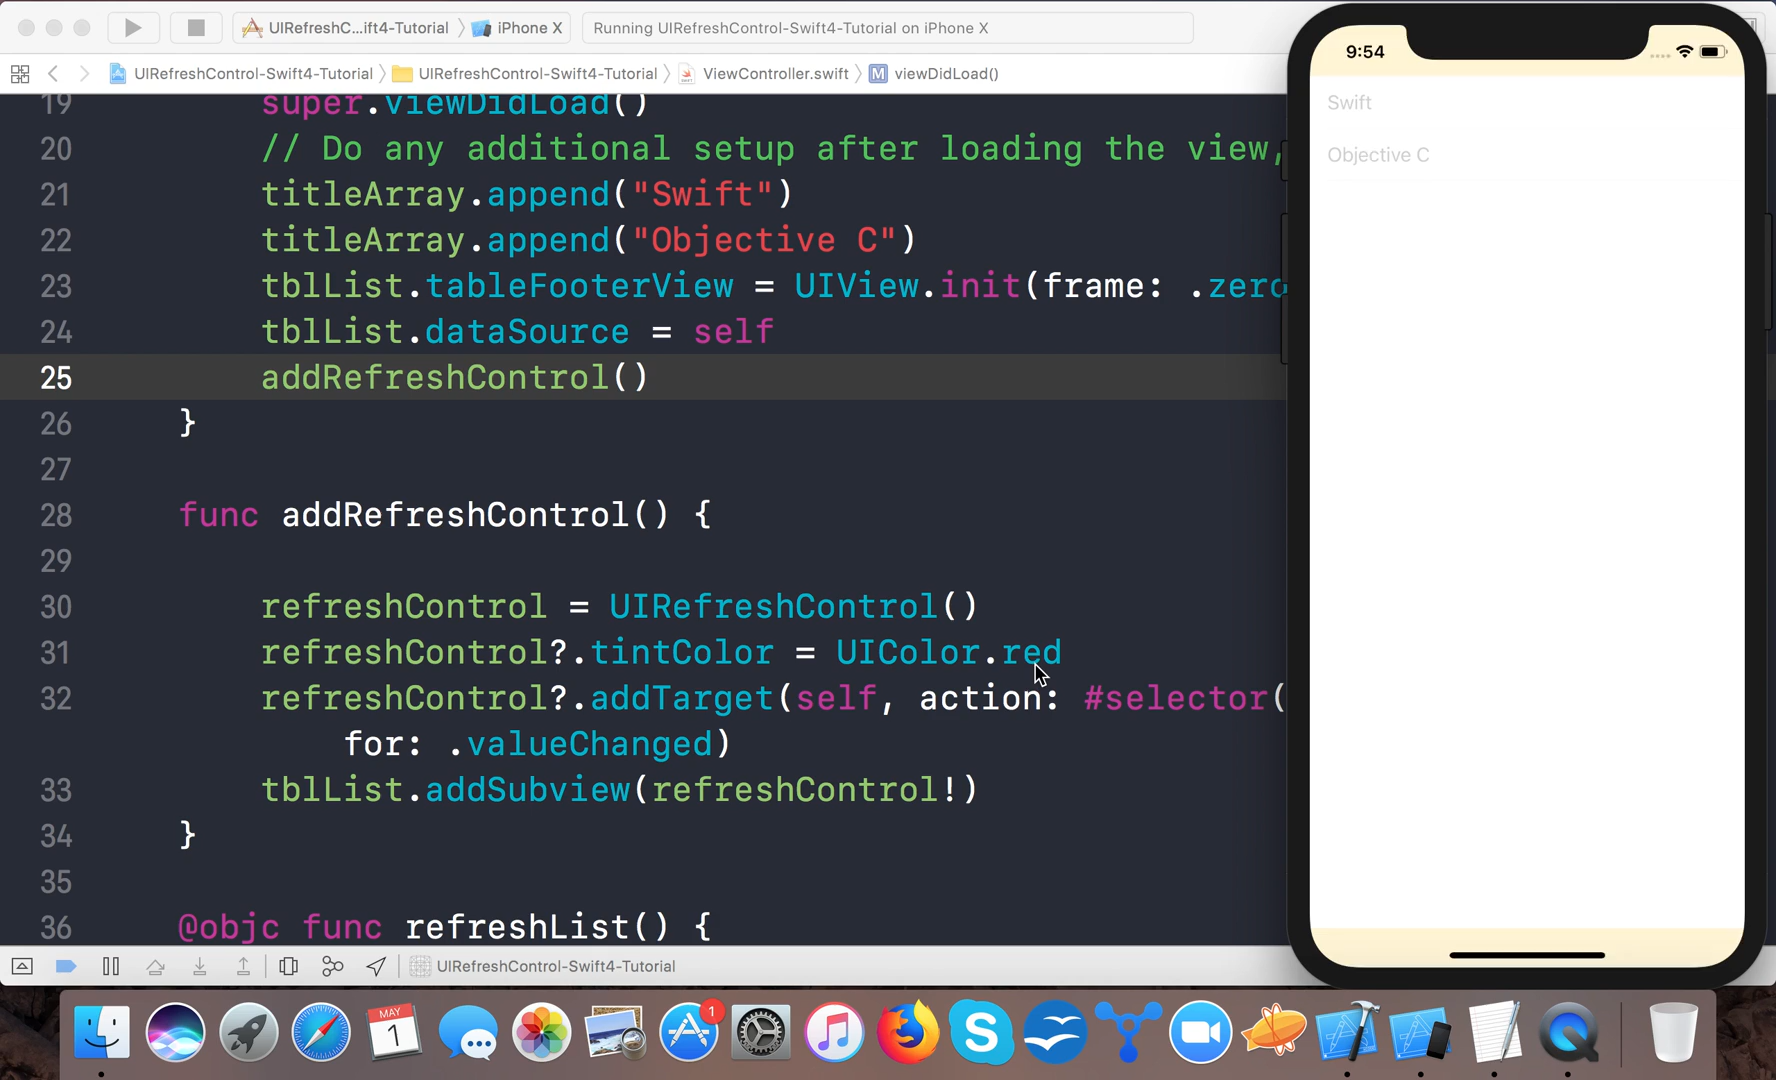 UIRefreshC...ift4-Tutorial
iPhone X
Running UIRefreshControl-Swift4-Tutorial on iPhone X
UIRefreshControl-Swift4-Tutorial
UIRefreshControl-Swift4-Tutorial
ViewController.swift
M
viewDidLoad()
19 super.viewDidLoad()
20 // Do any additional setup after loading the view,
21 titleArray.append("Swift")
22 titleArray.append("Objective C")
23 tblList.tableFooterView = UIView.init(frame: .zero
24 tblList.dataSource = self
25 addRefreshControl()
26 }
27
28 func addRefreshControl() {
29
30 refreshControl = UIRefreshControl()
31 refreshControl?.tintColor = UIColor.red
32 refreshControl?.addTarget(self, action: #selector(
for: .valueChanged)
33 tblList.addSubview(refreshControl!)
34 }
35
36 @objc func refreshList() {
UIRefreshControl-Swift4-Tutorial
9:54
Swift
Objective C
MAY
1
1